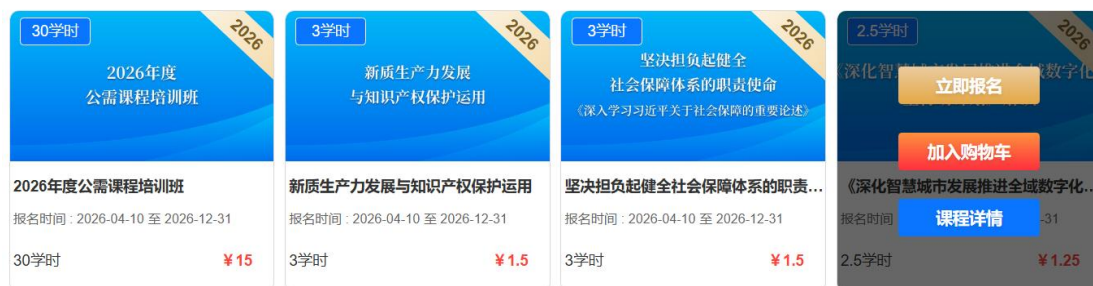 30学时
2026
2026年度
公需课程培训班
2026年度公需课程培训班
报名时间 : 2026-04-10 至 2026-12-31
30学时
¥15
3学时
2026
新质生产力发展
与知识产权保护运用
新质生产力发展与知识产权保护运用
报名时间 : 2026-04-10 至 2026-12-31
3学时
¥1.5
3学时
2026
坚决担负起健全
社会保障体系的职责使命
《深入学习习近平关于社会保障的重要论述》
坚决担负起健全社会保障体系的职责...
报名时间 : 2026-04-10 至 2026-12-31
3学时
¥1.5
2.5学时
2026
立即报名
加入购物车
《深化智慧城市发展推进全域数字化...
报名时间
课程详情
-31
2.5学时
¥1.25